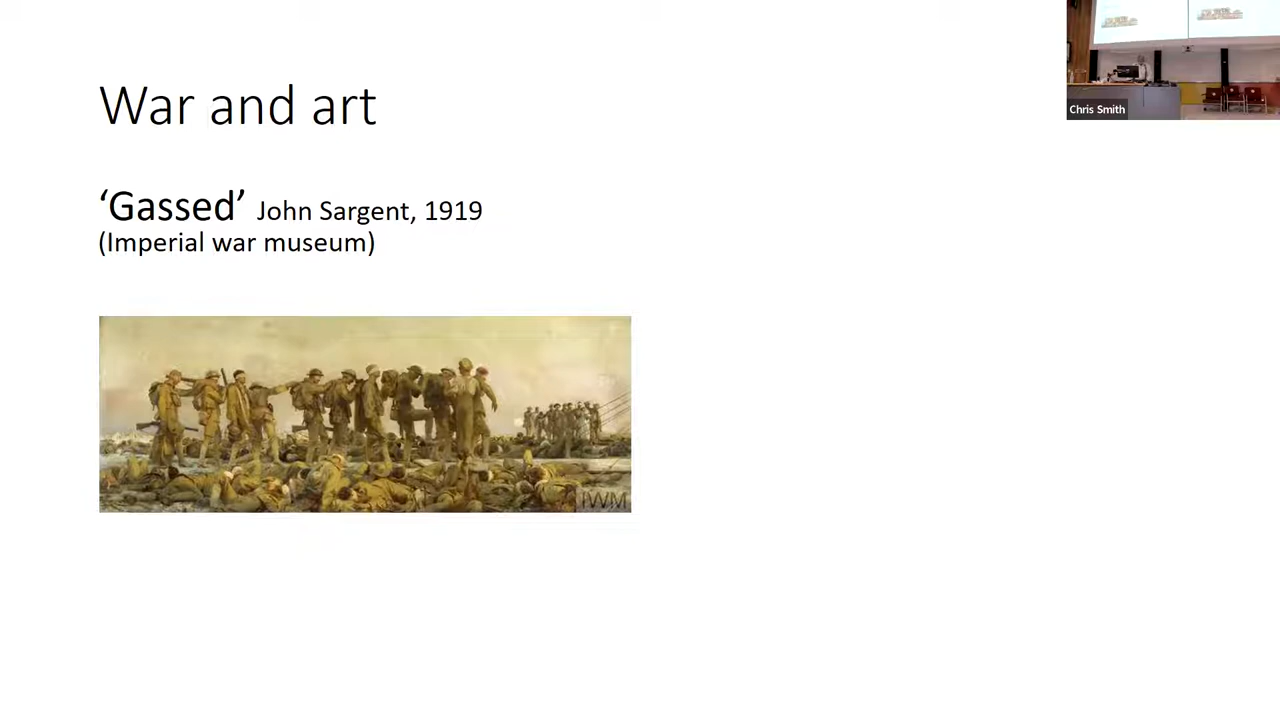 War and art
‘Gassed’ John Sargent, 1919
(Imperial war museum)
IWM
Chris Smith